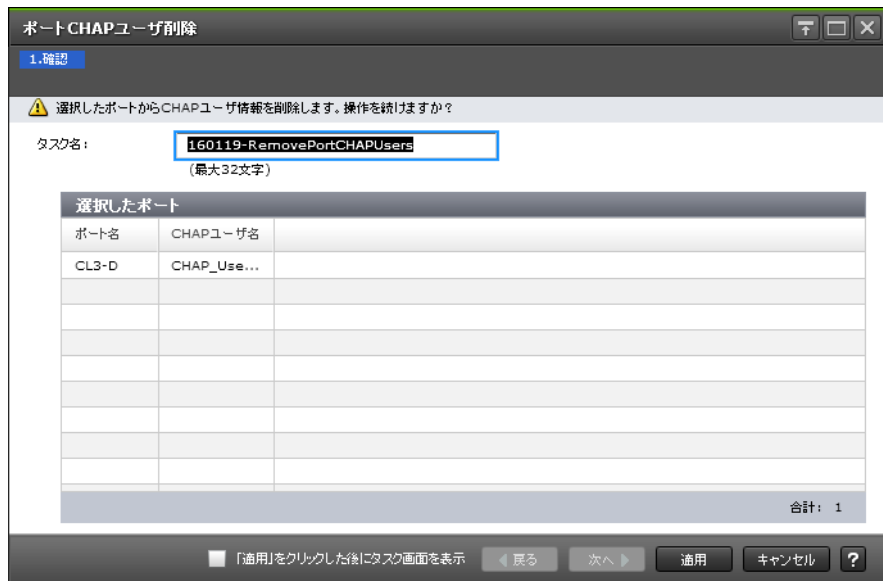 ポートCHAPユーザ削除
1.確認
選択したポートからCHAPユーザ情報を削除します。操作を続けますか？
タスク名： 160119-RemovePortCHAPUsers
(最大32文字)
選択したポート
ポート名 CHAPユーザ名
CL3-D CHAP_Use...
合計： 1
「適用」をクリックした後にタスク画面を表示 戻る 次へ 適用 キャンセル ?